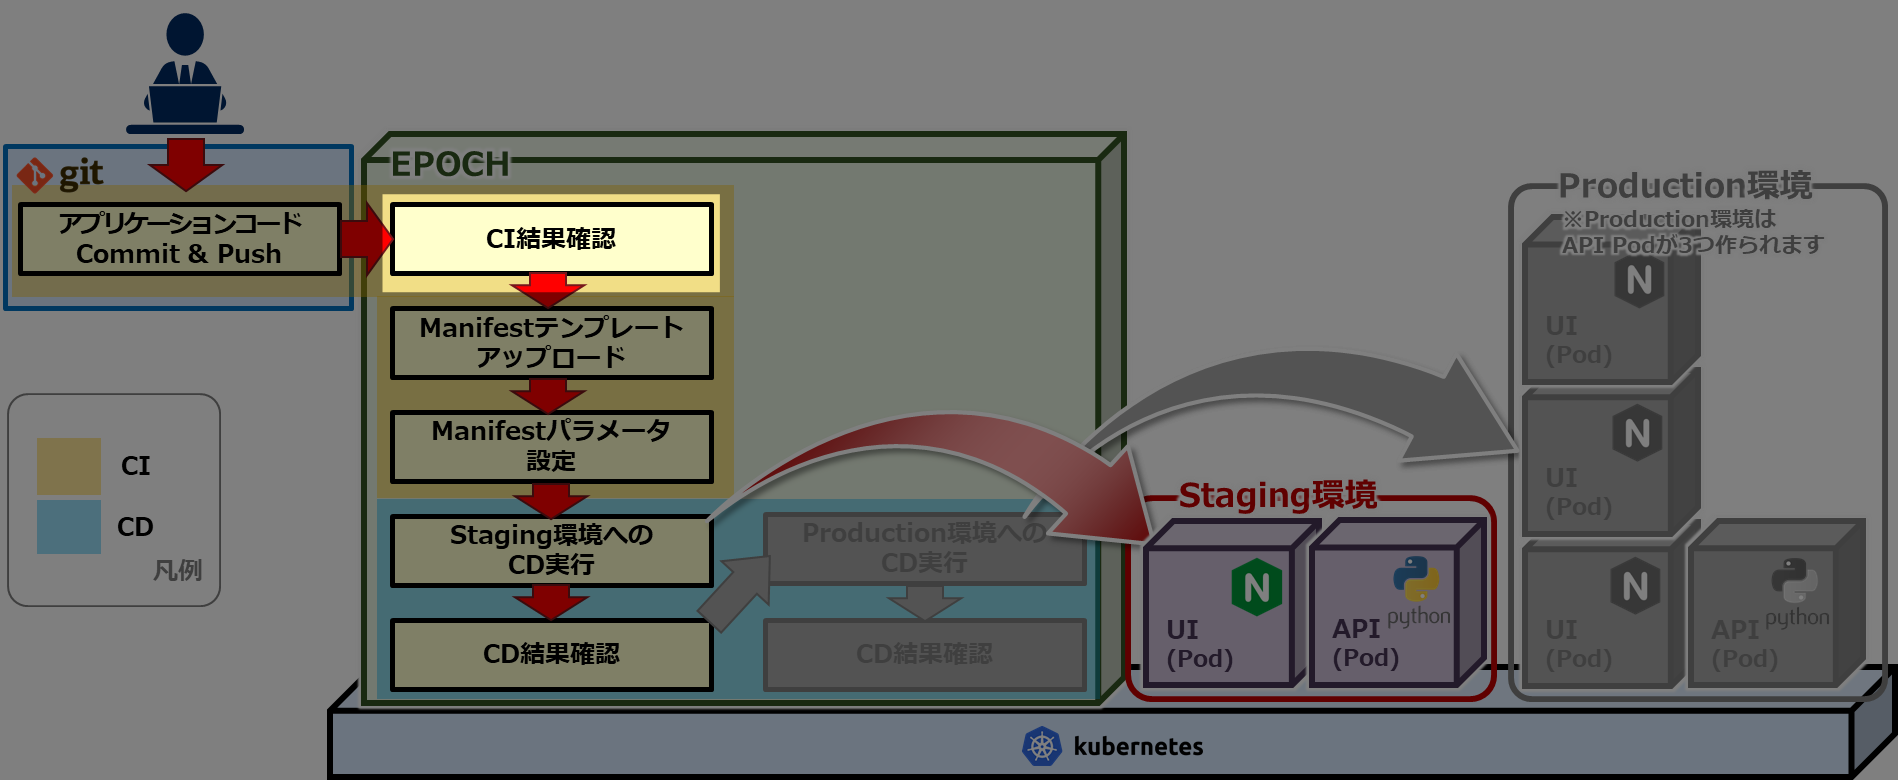 git
アプリケーションコード
Commit & Push
EPOCH
CI結果確認
Manifestテンプレート
アップロード
Manifestパラメータ
設定
Staging環境への
CD実行
CD結果確認
Production環境への
CD実行
CD結果確認
CI
CD
凡例
Staging環境
UI
(Pod)
API
(Pod)
python
Production環境
※Production環境は
API Podが3つ作られます
UI
(Pod)
UI
(Pod)
UI
(Pod)
API
(Pod)
python
N
N
N
N
kubernetes